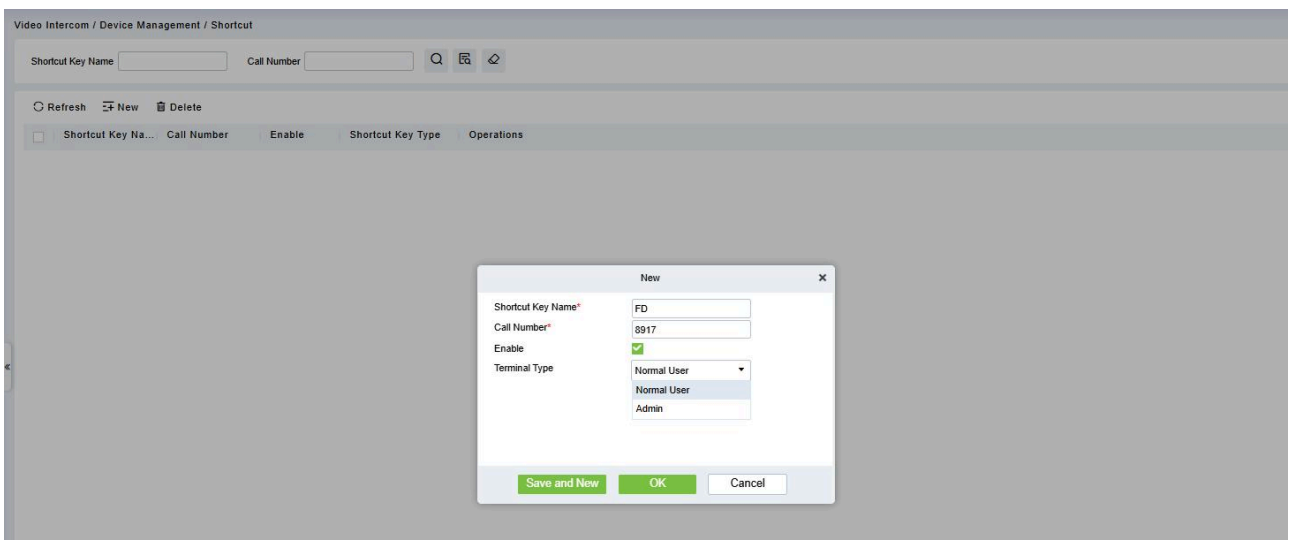 Video Intercom / Device Management / Shortcut
Shortcut Key Name Call Number
Refresh New Delete
Shortcut Key Na... Call Number Enable Shortcut Key Type Operations
New
Shortcut Key Name* FD
Call Number* 8917
Enable
Terminal Type Normal User
Normal User
Admin
Save and New OK Cancel